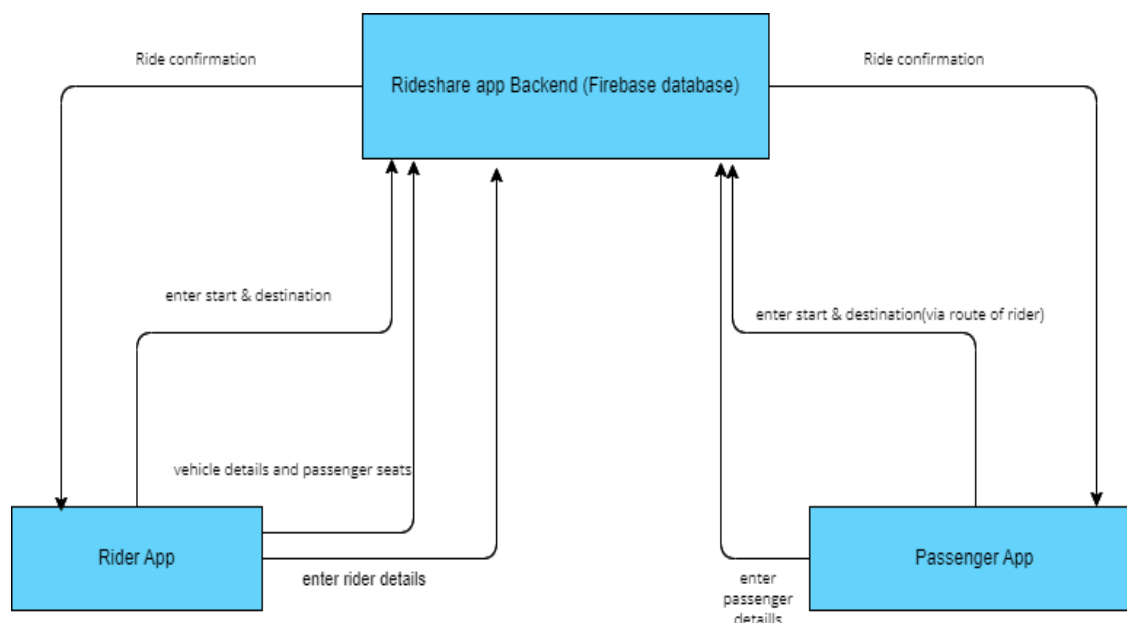 Ride confirmation
Rideshare app Backend (Firebase database)
Ride confirmation
enter start & destination
enter start & destination(via route of rider)
vehicle details and passenger seats
Rider App
enter rider details
Passenger App
enter
passenger
detaills